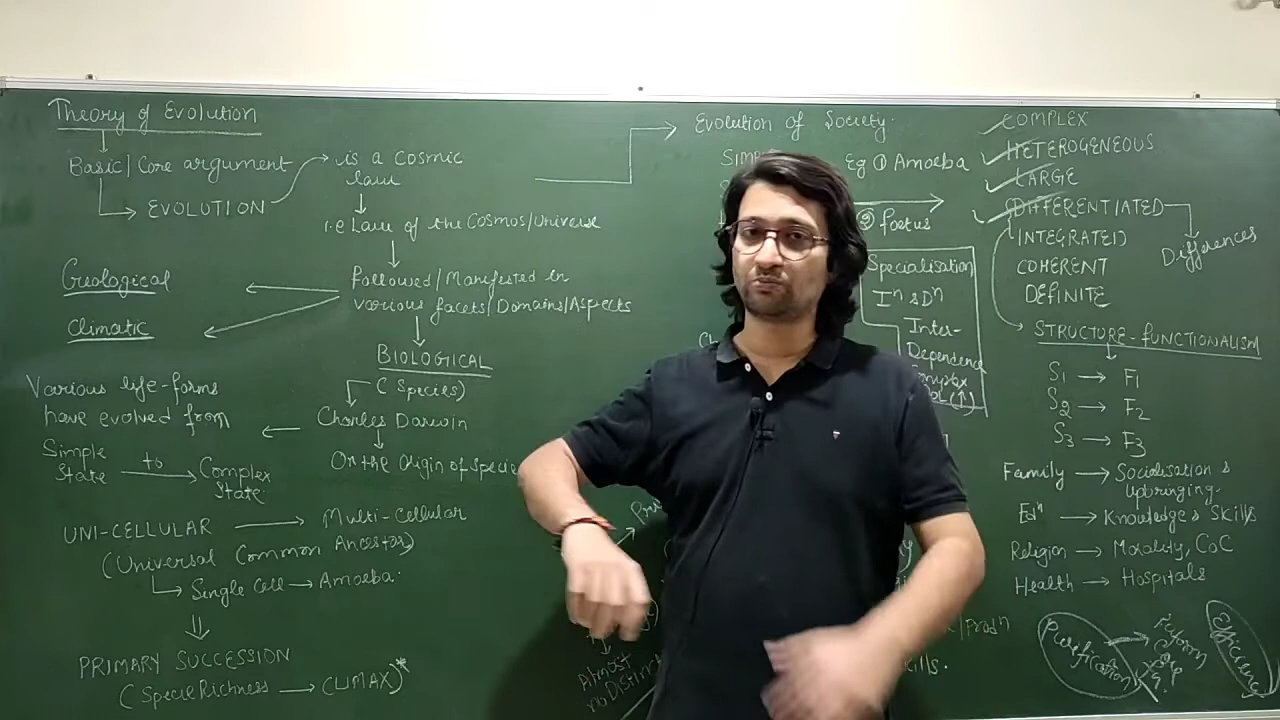 Theory of Evolution
Basic/Core argument
EVOLUTION
is a Cosmic
law
i.e Law of the Cosmos/Universe
followed/Manifested in
various facets/Domains/Aspects
Geological
Climatic
BIOLOGICAL
(Species)
Charles Darwin
On the Origin of Specie
Various life-forms
have evolved from
Simple
State
to
Complex
State.
UNI-CELLULAR
Multi-Cellular
(Universal Common Ancestor)
Single Cell → Amoeba.
PRIMARY SUCCESSION
(Specie Richness → CLIMAX)*
Evolution of Society.
Eg ① Amoeba
② foetus
Specialisation
Iⁿ & Dⁿ
Inter-
Dependence
Almost
COMPLEX
HETEROGENEOUS
LARGE
DIFFERENTIATED
Differences
INTEGRATED
COHERENT
DEFINITE
STRUCTURE-FUNCTIONALISM
S1 → F1
S2 → F2
S3 → F3
Family → Socialisation &
upbringing.
Edⁿ → Knowledge & Skills
Religion → Morality, CoC
Health → Hospitals
Purification
Efficiency